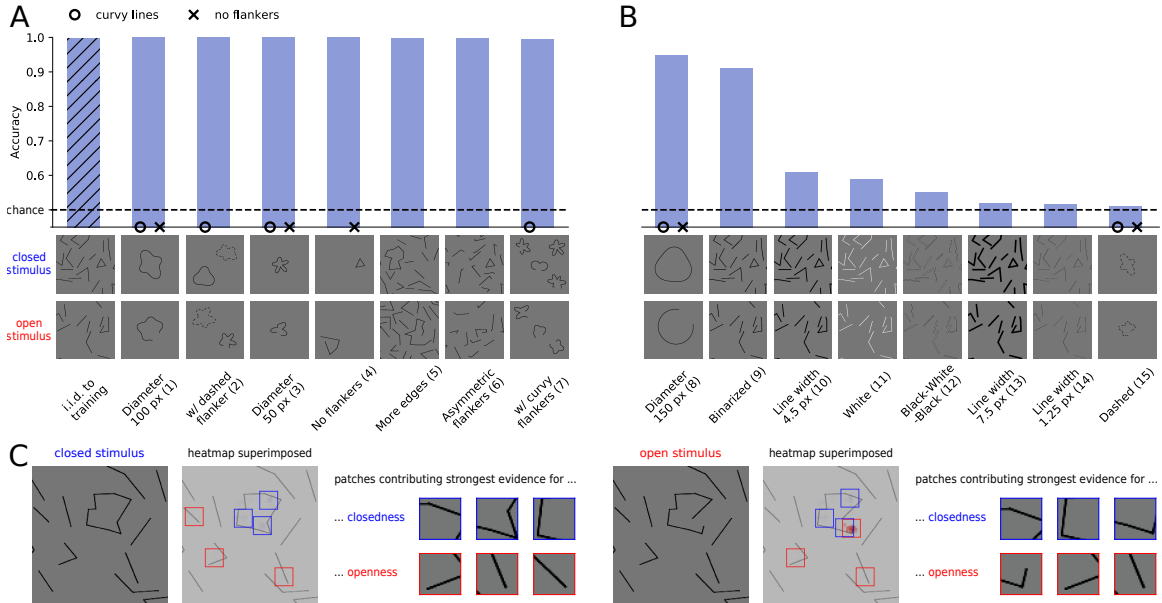 A
curvy lines
no flankers
B
1.0
0.9
0.8
0.7
0.6
chance
Accuracy
closed
stimulus
open
stimulus
i.i.d. to
training
Diameter
100 px (1)
w/ dashed
flanker (2)
Diameter
50 px (3)
No flankers (4)
More edges (5)
Asymmetric
flankers (6)
w/ curvy
flankers (7)
Diameter
150 px (8)
Binarized (9)
Line width
4.5 px (10)
White (11)
Black-White
-Black (12)
Line width
7.5 px (13)
Line width
1.25 px (14)
Dashed (15)
C
closed stimulus
heatmap superimposed
patches contributing strongest evidence for ...
... closedness
... openness
open stimulus
heatmap superimposed
patches contributing strongest evidence for ...
... closedness
... openness